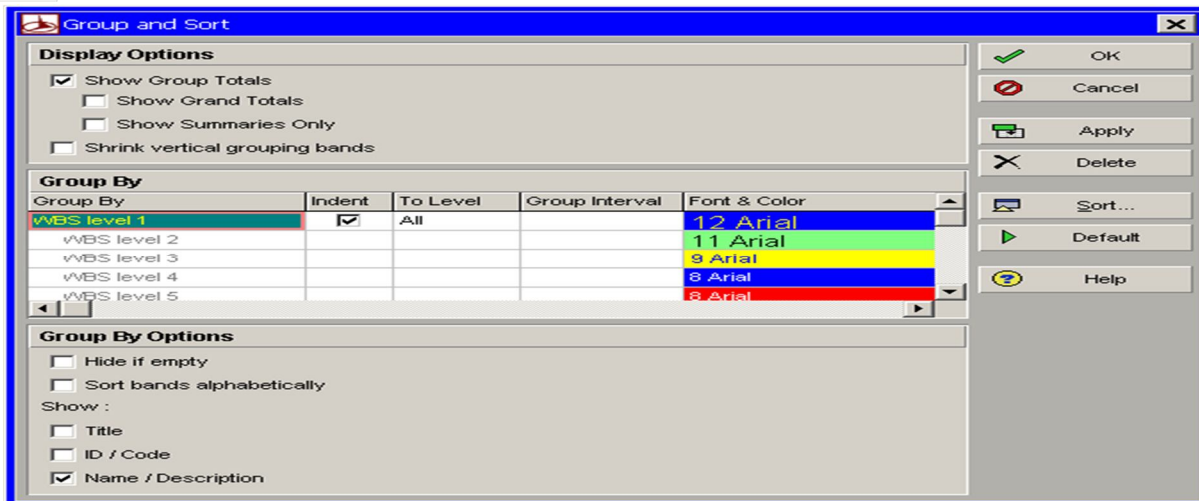 Group and Sort
Display Options
Show Group Totals
Show Grand Totals
Show Summaries Only
Shrink vertical grouping bands
Group By
Group By Indent To Level Group Interval Font & Color
WBS level 1 All 12 Arial
WBS level 2 11 Arial
WBS level 3 9 Arial
WBS level 4 8 Arial
WBS level 5 8 Arial
Group By Options
Hide if empty
Sort bands alphabetically
Show :
Title
ID / Code
Name / Description
OK
Cancel
Apply
Delete
Sort...
Default
Help